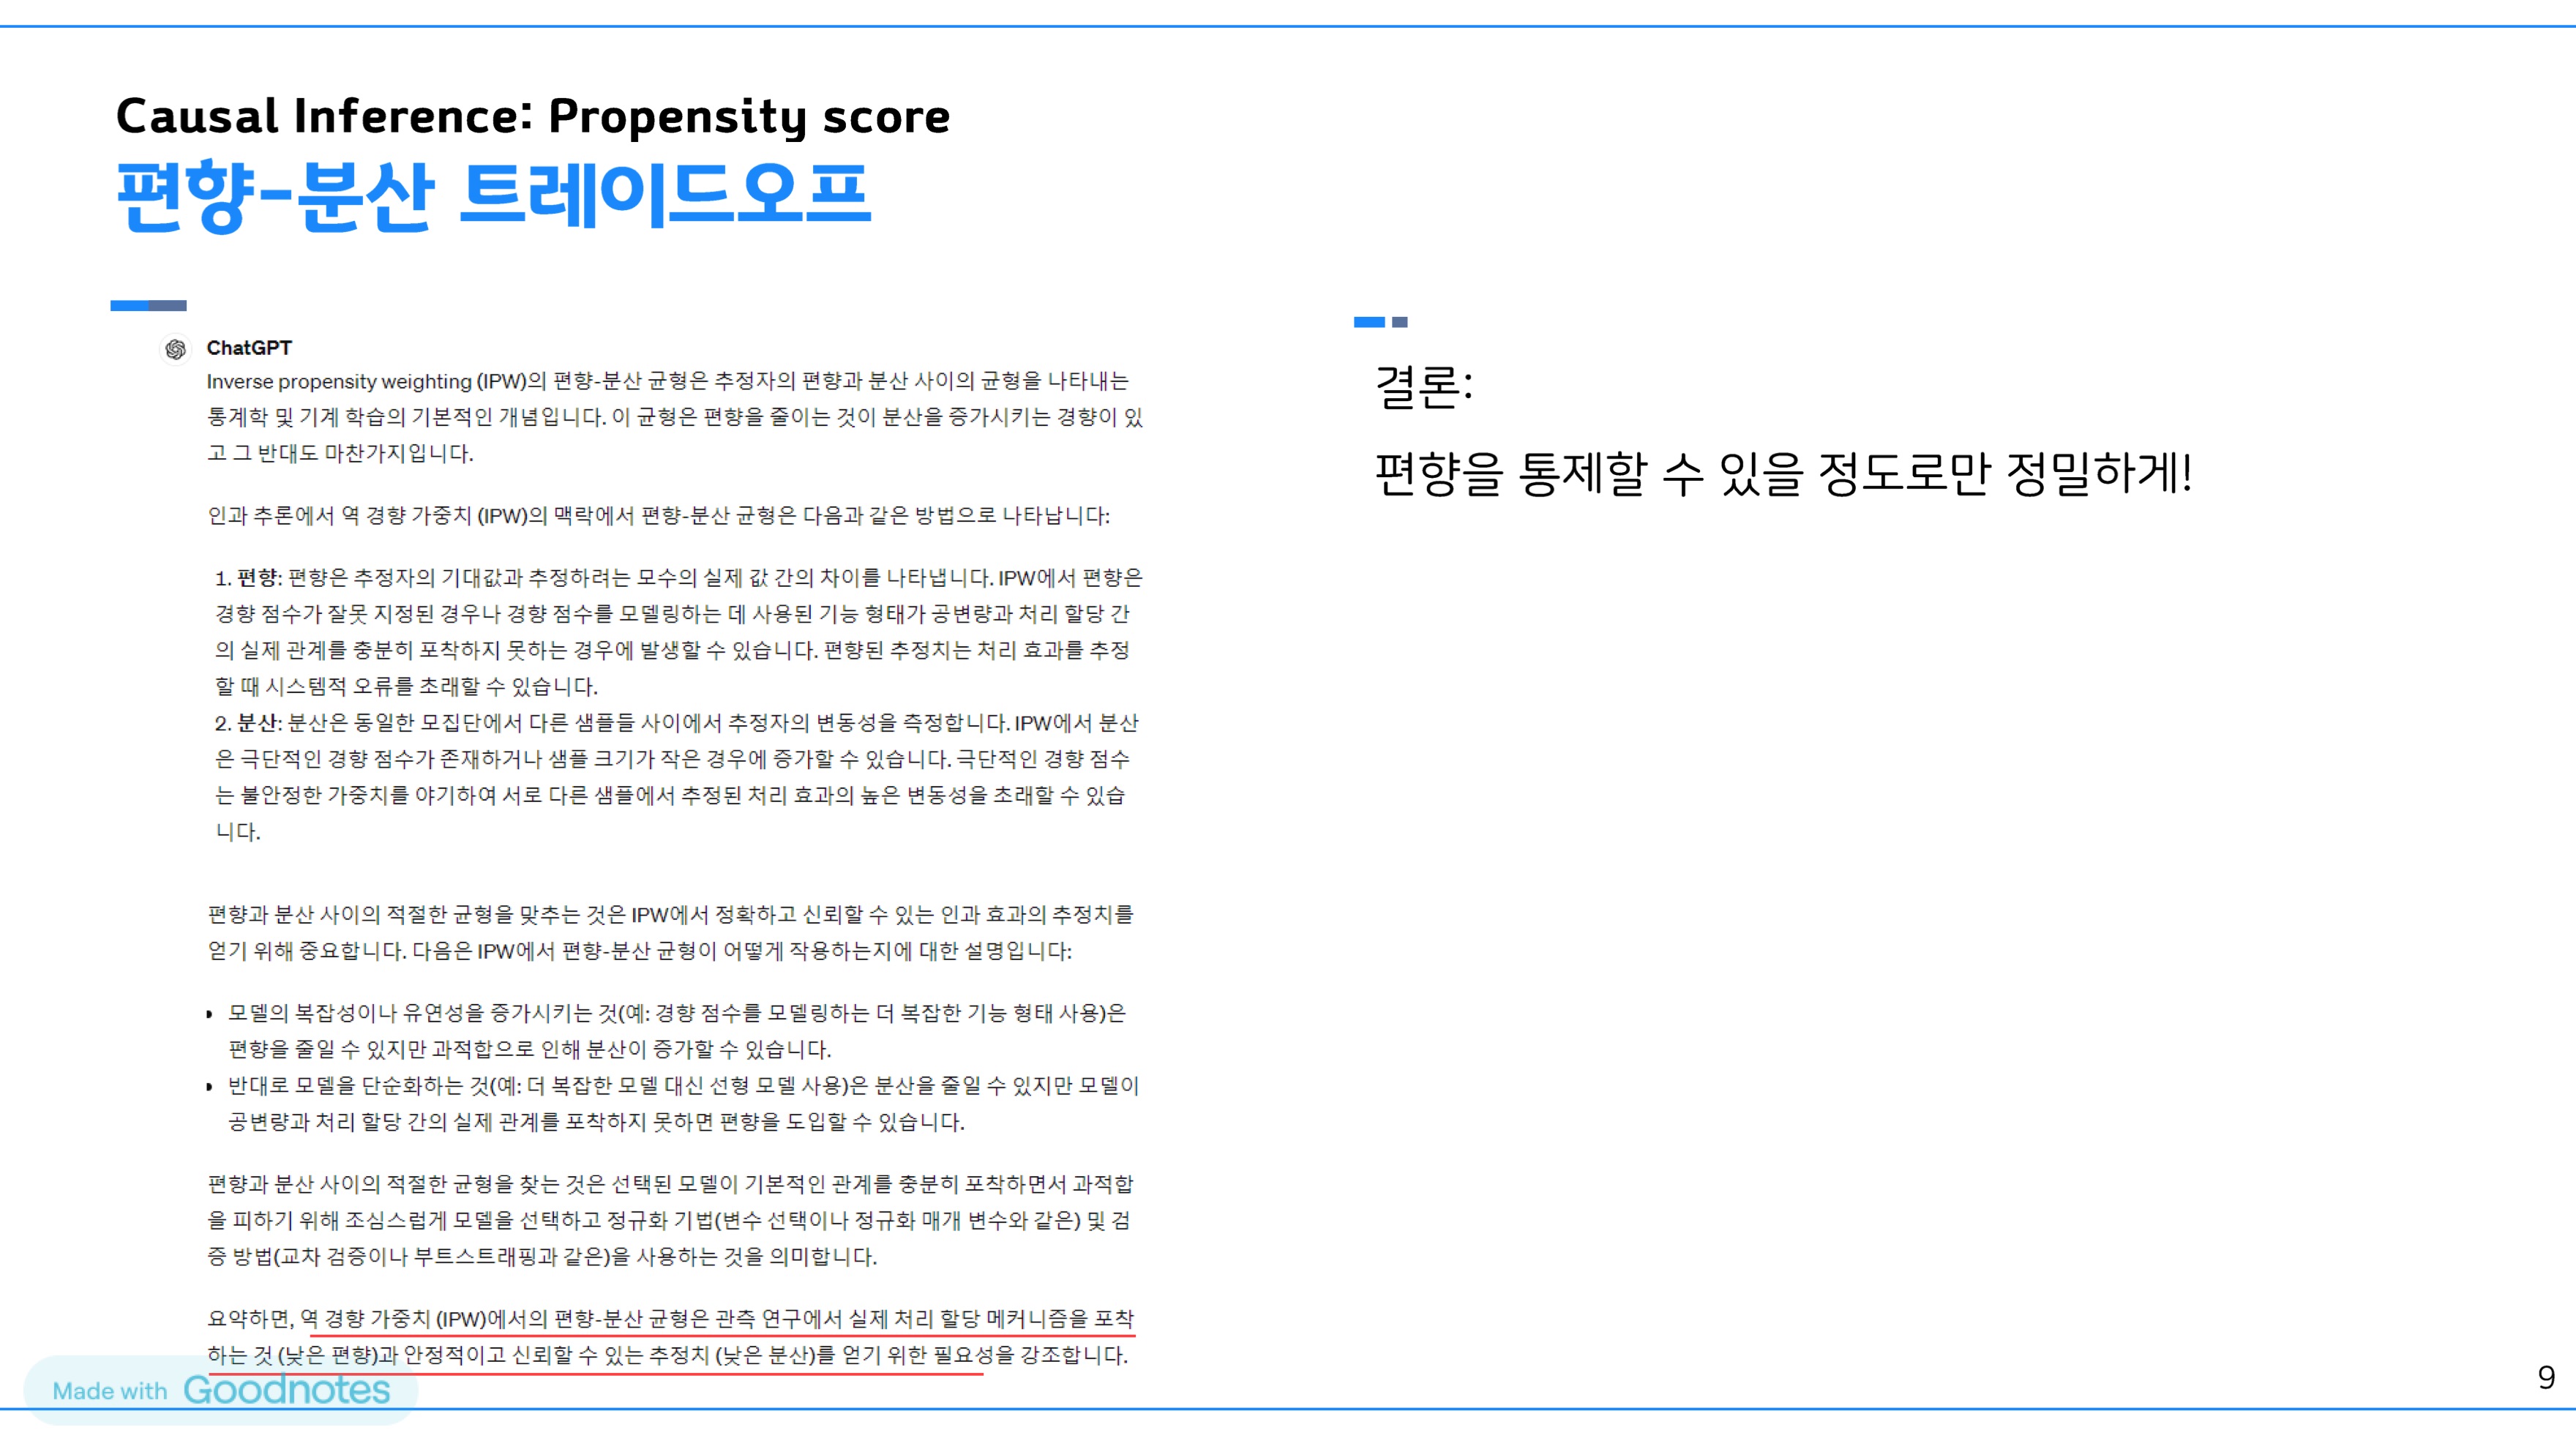 Causal Inference: Propensity score
편향-분산 트레이드오프
ChatGPT
Inverse propensity weighting (IPW)의 편향-분산 균형은 추정자의 편향과 분산 사이의 균형을 나타내는
통계학 및 기계 학습의 기본적인 개념입니다. 이 균형은 편향을 줄이는 것이 분산을 증가시키는 경향이 있
고 그 반대도 마찬가지입니다.
인과 추론에서 역 경향 가중치 (IPW)의 맥락에서 편향-분산 균형은 다음과 같은 방법으로 나타납니다:
1. 편향: 편향은 추정자의 기대값과 추정하려는 모수의 실제 값 간의 차이를 나타냅니다. IPW에서 편향은
경향 점수가 잘못 지정된 경우나 경향 점수를 모델링하는 데 사용된 기능 형태가 공변량과 처리 할당 간
의 실제 관계를 충분히 포착하지 못하는 경우에 발생할 수 있습니다. 편향된 추정치는 처리 효과를 추정
할 때 시스템적 오류를 초래할 수 있습니다.
2. 분산: 분산은 동일한 모집단에서 다른 샘플들 사이에서 추정자의 변동성을 측정합니다. IPW에서 분산
은 극단적인 경향 점수가 존재하거나 샘플 크기가 작은 경우에 증가할 수 있습니다. 극단적인 경향 점수
는 불안정한 가중치를 야기하여 서로 다른 샘플에서 추정된 처리 효과의 높은 변동성을 초래할 수 있습
니다.
편향과 분산 사이의 적절한 균형을 맞추는 것은 IPW에서 정확하고 신뢰할 수 있는 인과 효과의 추정치를
얻기 위해 중요합니다. 다음은 IPW에서 편향-분산 균형이 어떻게 작용하는지에 대한 설명입니다:
• 모델의 복잡성이나 유연성을 증가시키는 것(예: 경향 점수를 모델링하는 더 복잡한 기능 형태 사용)은
편향을 줄일 수 있지만 과적합으로 인해 분산이 증가할 수 있습니다.
• 반대로 모델을 단순화하는 것(예: 더 복잡한 모델 대신 선형 모델 사용)은 분산을 줄일 수 있지만 모델이
공변량과 처리 할당 간의 실제 관계를 포착하지 못하면 편향을 도입할 수 있습니다.
편향과 분산 사이의 적절한 균형을 찾는 것은 선택된 모델이 기본적인 관계를 충분히 포착하면서 과적합
을 피하기 위해 조심스럽게 모델을 선택하고 정규화 기법(변수 선택이나 정규화 매개 변수와 같은) 및 검
증 방법(교차 검증이나 부트스트래핑과 같은)을 사용하는 것을 의미합니다.
요약하면, 역 경향 가중치 (IPW)에서의 편향-분산 균형은 관측 연구에서 실제 처리 할당 메커니즘을 포착
하는 것 (낮은 편향)과 안정적이고 신뢰할 수 있는 추정치 (낮은 분산)를 얻기 위한 필요성을 강조합니다.
결론:
편향을 통제할 수 있을 정도로만 정밀하게!
Made with Goodnotes
9